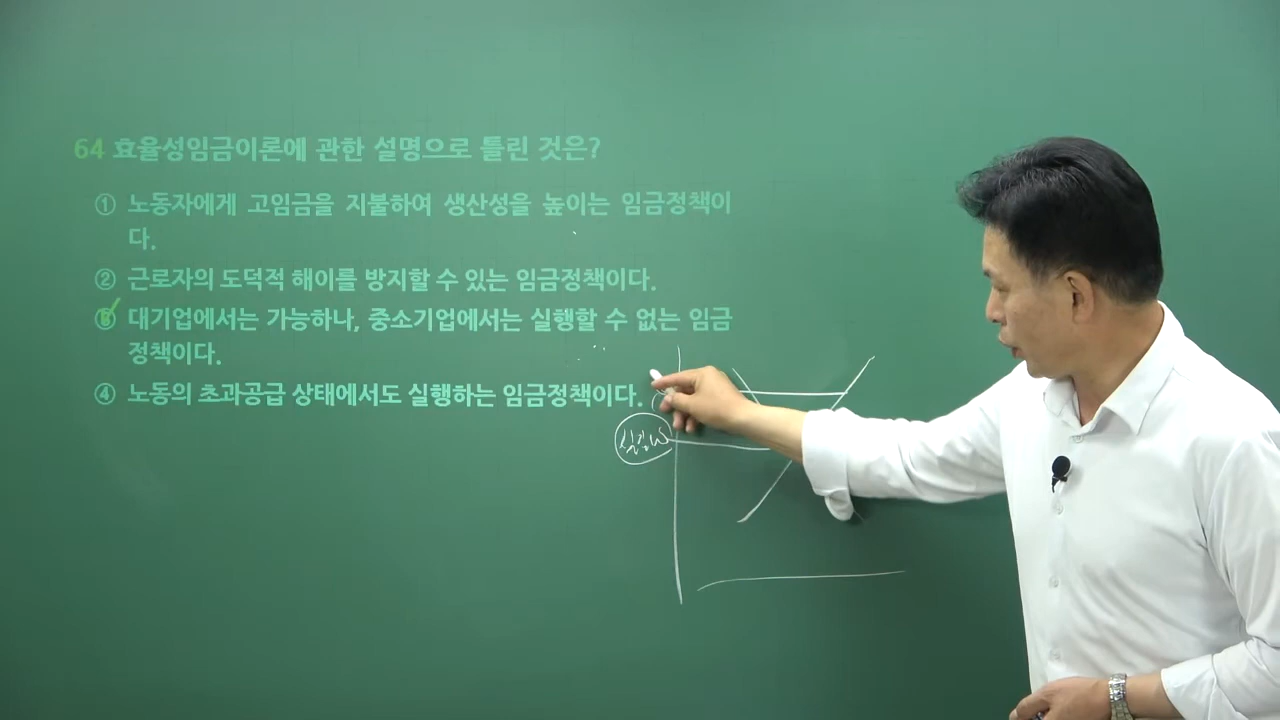 64 효율성임금이론에 관한 설명으로 틀린 것은?
① 노동자에게 고임금을 지불하여 생산성을 높이는 임금정책이
다.
② 근로자의 도덕적 해이를 방지할 수 있는 임금정책이다.
③ 대기업에서는 가능하나, 중소기업에서는 실행할 수 없는 임금
정책이다.
④ 노동의 초과공급 상태에서도 실행하는 임금정책이다.